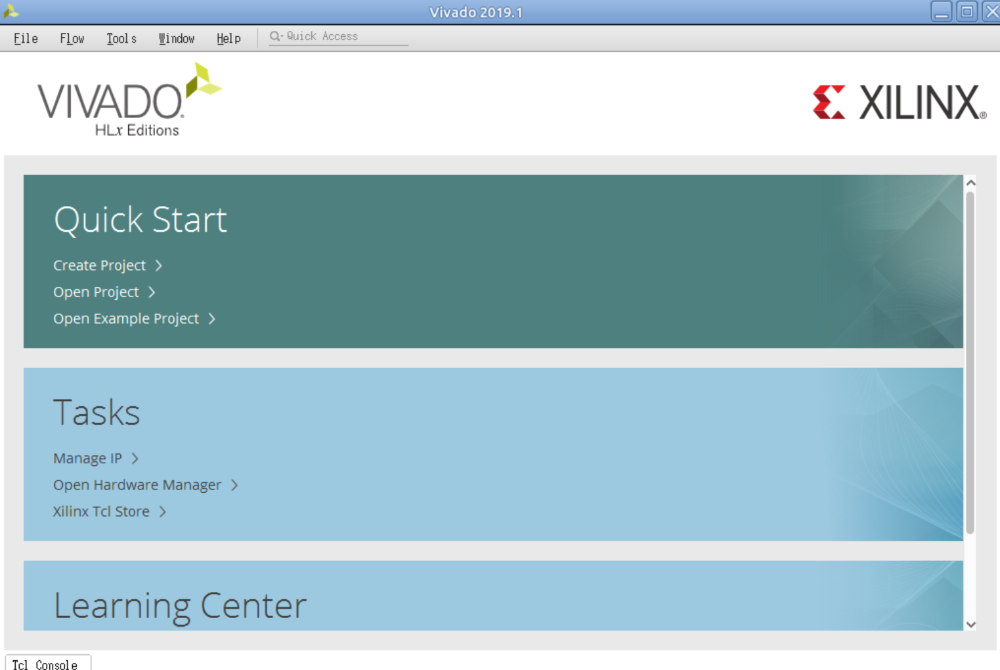 Vivado 2019.1
File Flow Tools Window Help Quick Access
VIVADO.
HLx Editions
XILINX®
Quick Start
Create Project
Open Project
Open Example Project
Tasks
Manage IP
Open Hardware Manager
Xilinx Tcl Store
Learning Center
Tcl Console